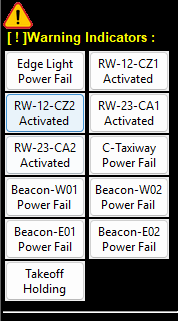 [ ! ]Warning Indicators :
Edge Light
Power Fail
RW-12-CZ1
Activated
RW-12-CZ2
Activated
RW-23-CA1
Activated
RW-23-CA2
Activated
C-Taxiway
Power Fail
Beacon-W01
Power Fail
Beacon-W02
Power Fail
Beacon-E01
Power Fail
Beacon-E02
Power Fail
Takeoff
Holding